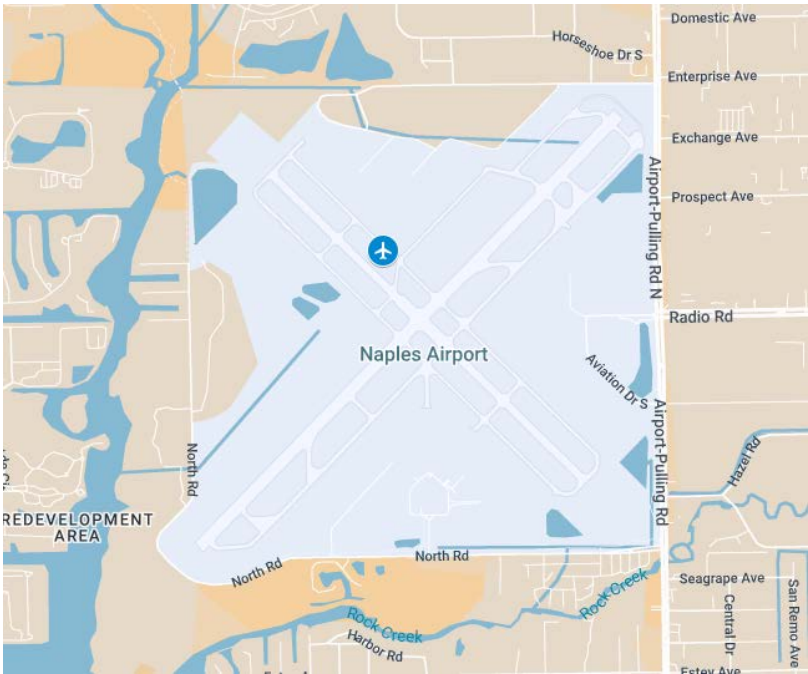 Domestic Ave
Horseshoe Dr S
Enterprise Ave
Exchange Ave
Airport-Pulling Rd N
Prospect Ave
Radio Rd
Naples Airport
Aviation Dr S
Airport-Pulling Rd
North Rd
Hazel Rd
REDEVELOPMENT
AREA
North Rd
North Rd
Seagrape Ave
Rock Creek
Central Dr
San Remo Ave
Rock Creek
Harbor Rd
Estey Ave